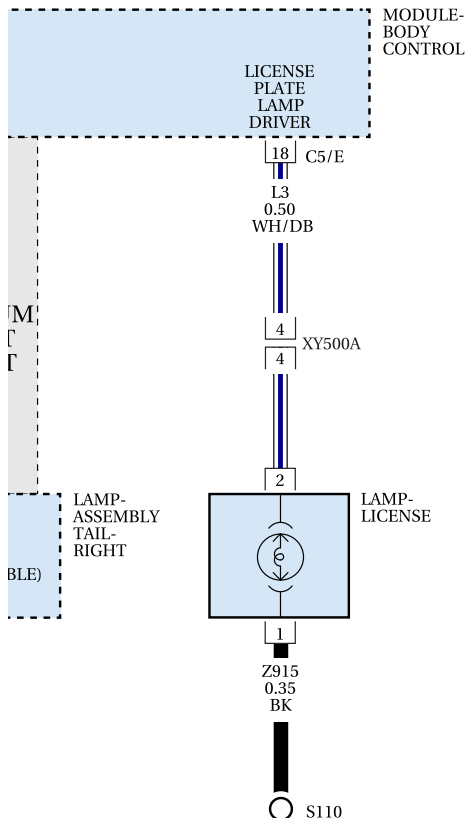 MODULE-
BODY
CONTROL
LICENSE
PLATE
LAMP
DRIVER
18
C5/E
L3
0.50
WH/DB
4
XY500A
4
2
LAMP-
ASSEMBLY
TAIL-
RIGHT
LAMP-
LICENSE
BLE)
1
Z915
0.35
BK
S110